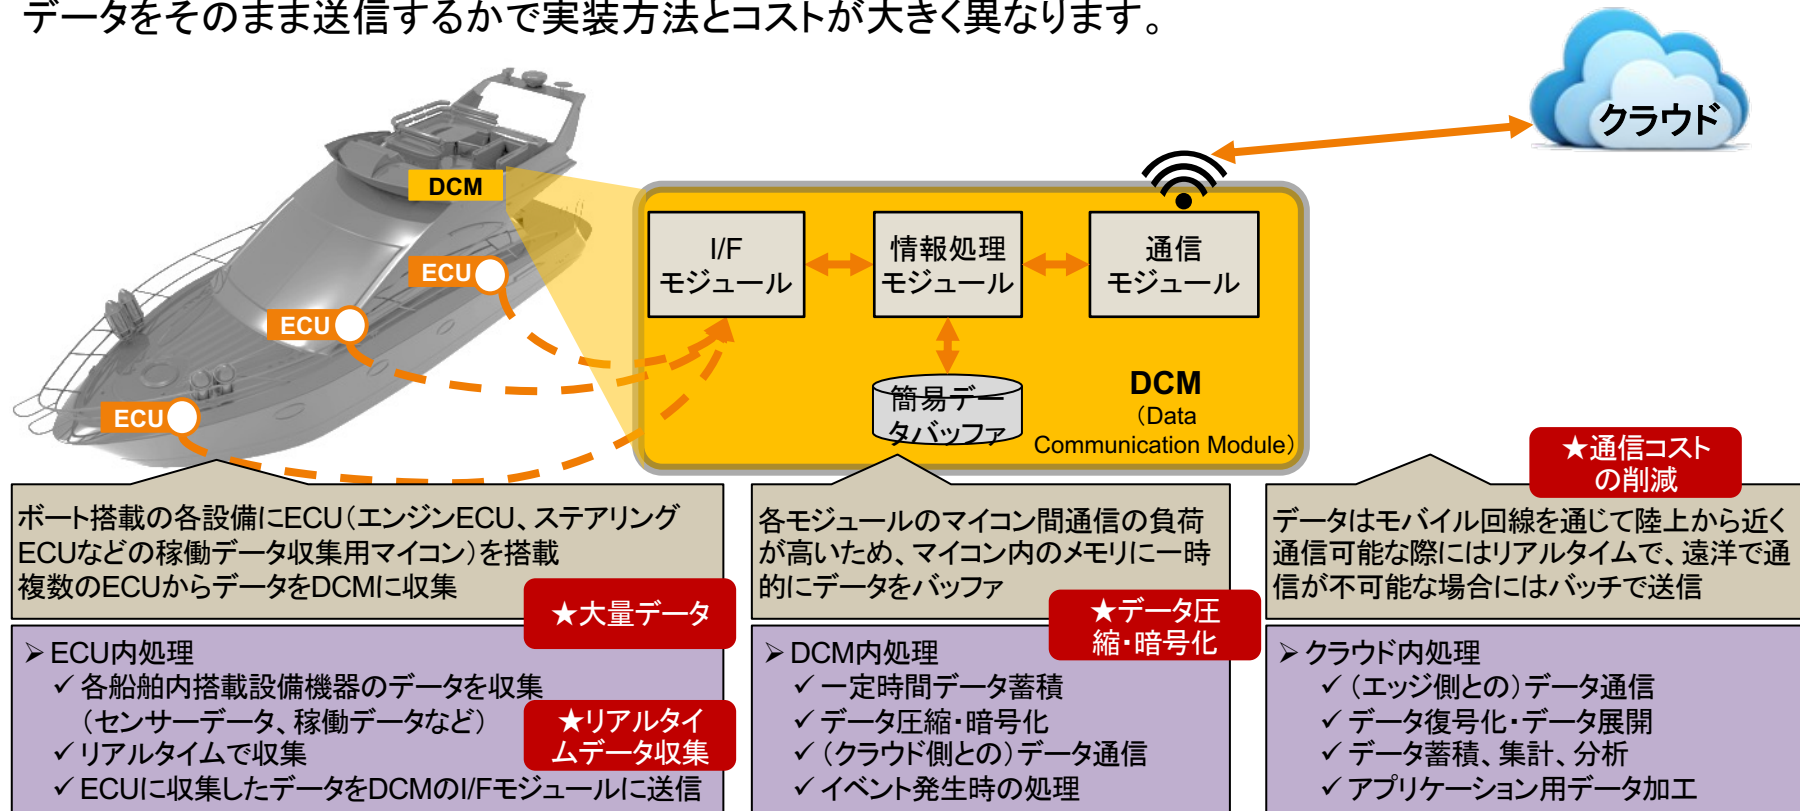 データをそのまま送信するかで実装方法とコストが大きく異なります。
クラウド
DCM
ECU
ECU
ECU
I/F
モジュール
情報処理
モジュール
通信
モジュール
簡易デー
タバッファ
DCM
（Data
Communication Module）
★通信コスト
の削減
ボート搭載の各設備にECU（エンジンECU、ステアリング
ECUなどの稼働データ収集用マイコン）を搭載
複数のECUからデータをDCMに収集
★大量データ
各モジュールのマイコン間通信の負荷
が高いため、マイコン内のメモリに一時
的にデータをバッファ
★データ圧
縮・暗号化
データはモバイル回線を通じて陸上から近く
通信可能な際にはリアルタイムで、遠洋で通
信が不可能な場合にはバッチで送信
➢ ECU内処理
✓ 各船舶内搭載設備機器のデータを収集
（センサーデータ、稼働データなど）
✓ リアルタイムで収集
✓ ECUに収集したデータをDCMのI/Fモジュールに送信
★リアルタイ
ムデータ収集
➢ DCM内処理
✓ 一定時間データ蓄積
✓ データ圧縮・暗号化
✓ （クラウド側との）データ通信
✓ イベント発生時の処理
➢ クラウド内処理
✓ （エッジ側との）データ通信
✓ データ復号化・データ展開
✓ データ蓄積、集計、分析
✓ アプリケーション用データ加工